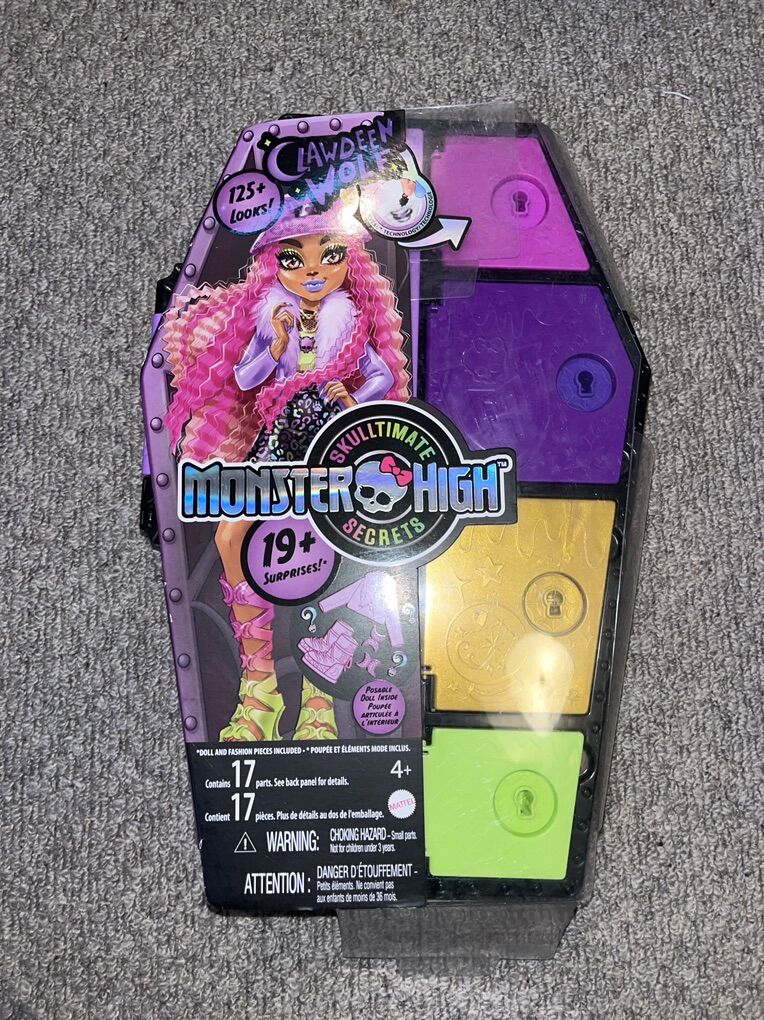 CLAWDEEN
WOLF
125+
LOOKS!
TECHNOLOGY/TECHNOLOGIE
SKULLTIMATE
MONSTER HIGH™
SECRETS
19+
SURPRISES!*
POSABLE
DOLL INSIDE
POUPÉE
ARTICULÉE À
L'INTÉRIEUR
*DOLL AND FASHION PIECES INCLUDED • * POUPÉE ET ÉLÉMENTS MODE INCLUS.
Contains 17 parts. See back panel for details.
4+
Contient 17 pièces. Plus de détails au dos de l'emballage.
MATTEL
WARNING: CHOKING HAZARD – Small parts.
Not for children under 3 years.
ATTENTION : DANGER D'ÉTOUFFEMENT –
Petits éléments. Ne convient pas
aux enfants de moins de 36 mois.